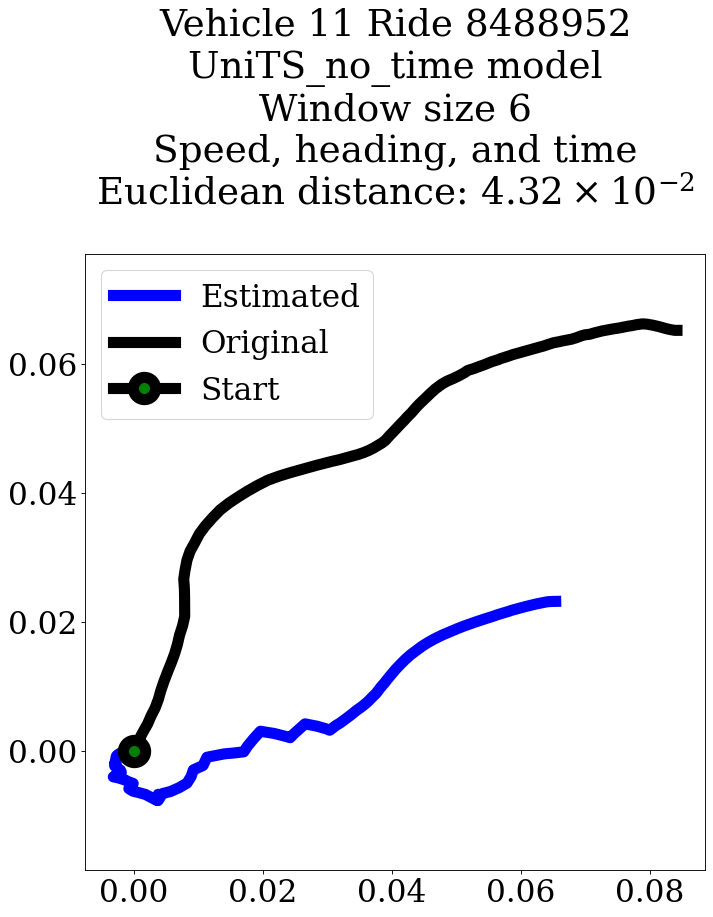 Vehicle 11 Ride 8488952
UniTS_no_time model
Window size 6
Speed, heading, and time
Euclidean distance: 4.32 × 10⁻²
Estimated
Original
Start
0.06
0.04
0.02
0.00
0.00 0.02 0.04 0.06 0.08